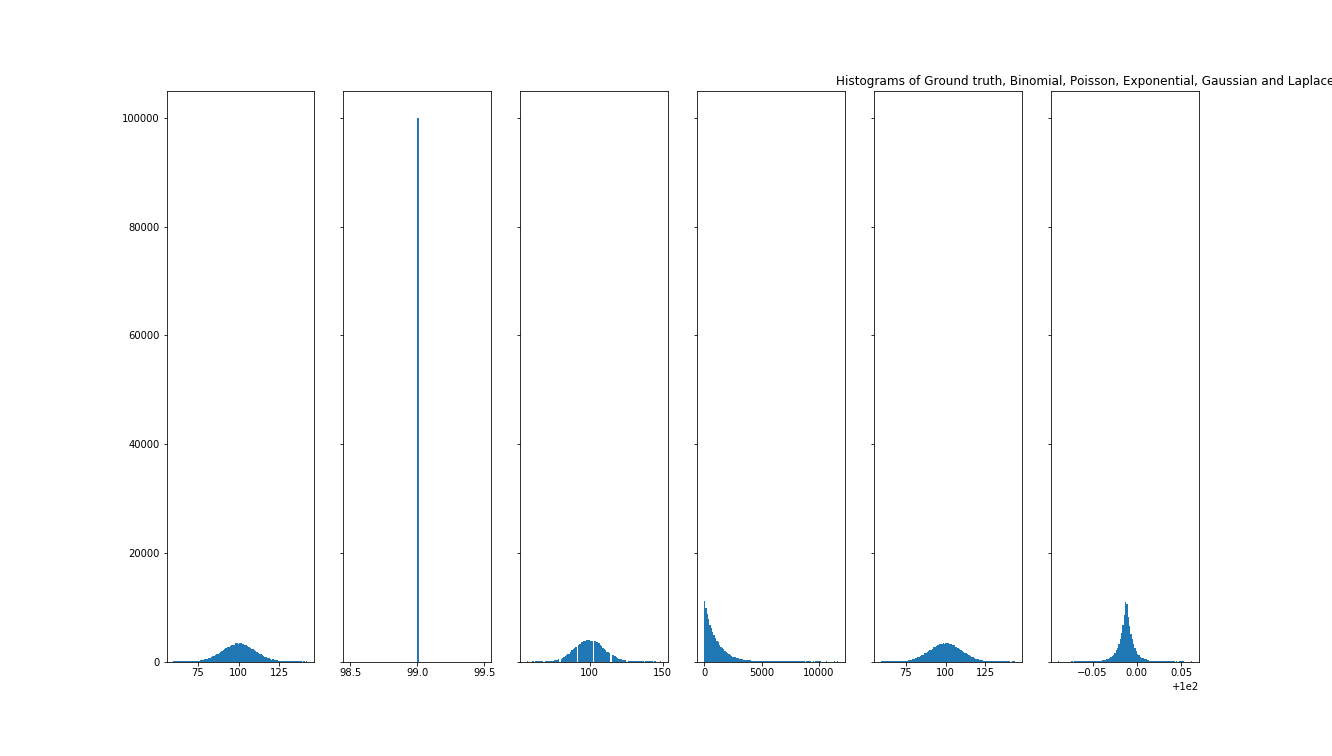 Histograms of Ground truth, Binomial, Poisson, Exponential, Gaussian and Laplace
100000
80000
60000
40000
20000
0
75 100 125
98.5 99.0 99.5
100 150
0 5000 10000
75 100 125
−0.05 0.00 0.05
+1e2